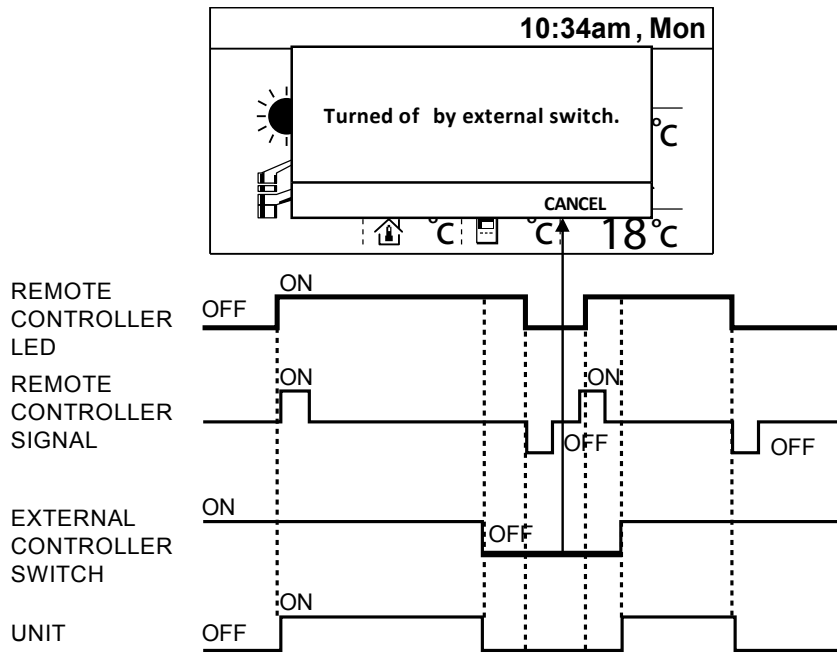 10:34am , Mon
Turned of by external switch.
°C
CANCEL
°C
°C
18°C
REMOTE
CONTROLLER
LED
OFF
ON
REMOTE
CONTROLLER
SIGNAL
ON
OFF
ON
OFF
EXTERNAL
CONTROLLER
SWITCH
ON
OFF
UNIT
OFF
ON